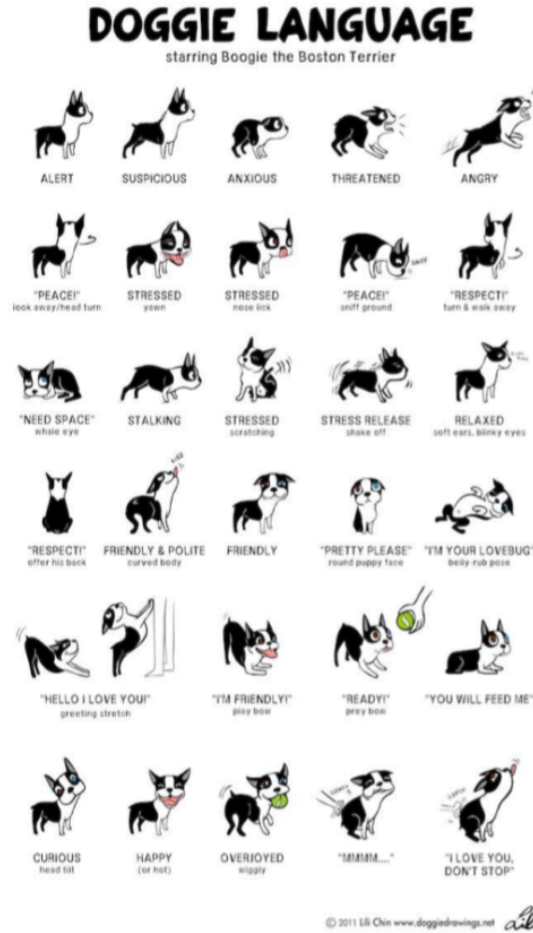 DOGGIE LANGUAGE
starring Boogie the Boston Terrier
ALERT
SUSPICIOUS
ANXIOUS
THREATENED
ANGRY
"PEACE!"
look away/head turn
STRESSED
yawn
STRESSED
nose lick
SNIFF
"PEACE!"
sniff ground
"RESPECT!"
turn & walk away
"NEED SPACE"
whale eye
STALKING
STRESSED
scratching
STRESS RELEASE
shake off
RELAXED
soft ears, blinky eyes
"RESPECT!"
offer his back
FRIENDLY & POLITE
curved body
FRIENDLY
"PRETTY PLEASE"
round puppy face
"I'M YOUR LOVEBUG"
belly-rub pose
"HELLO I LOVE YOU!"
greeting stretch
"I'M FRIENDLY!"
play bow
"READY!"
prey bow
"YOU WILL FEED ME"
CURIOUS
head tilt
HAPPY
(or hot)
OVERJOYED
wiggly
"MMMM...."
"I LOVE YOU,
DON'T STOP"
© 2011 Lili Chin www.doggiedrawings.net